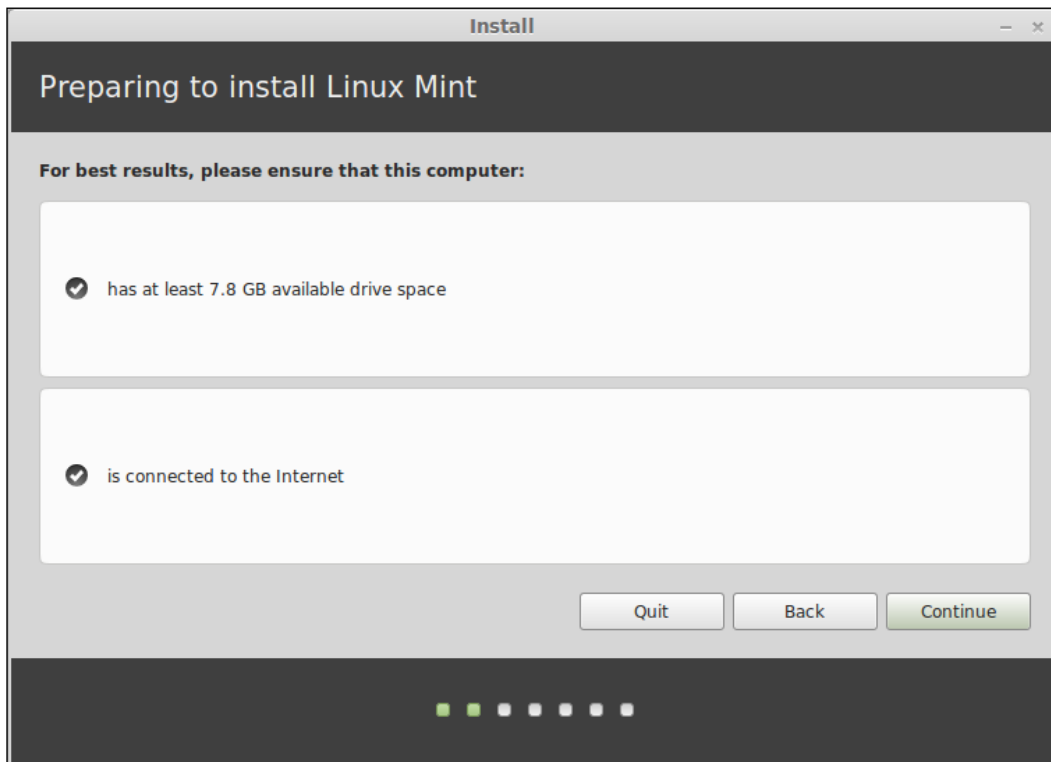 Install
Preparing to install Linux Mint
For best results, please ensure that this computer:
has at least 7.8 GB available drive space
is connected to the Internet
Quit Back Continue